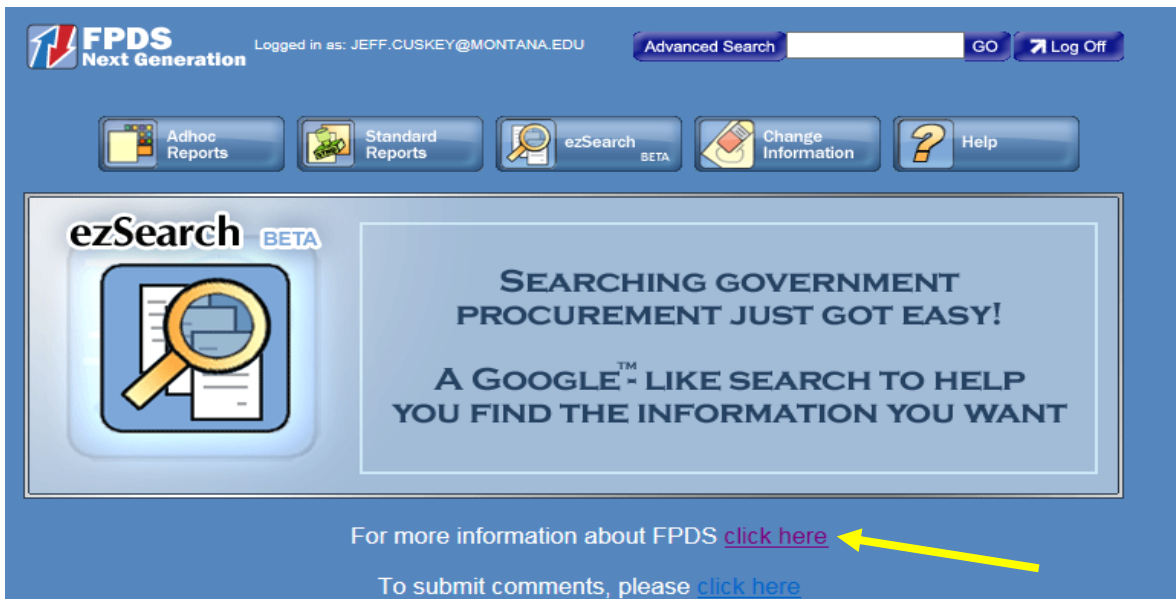 FPDS
Next Generation
Logged in as: JEFF.CUSKEY@MONTANA.EDU
Advanced Search
GO
Log Off
Adhoc
Reports
Standard
Reports
ezSearch
BETA
Change
Information
Help
ezSearch BETA
SEARCHING GOVERNMENT
PROCUREMENT JUST GOT EASY!
A GOOGLE™- LIKE SEARCH TO HELP
YOU FIND THE INFORMATION YOU WANT
For more information about FPDS click here
To submit comments, please click here